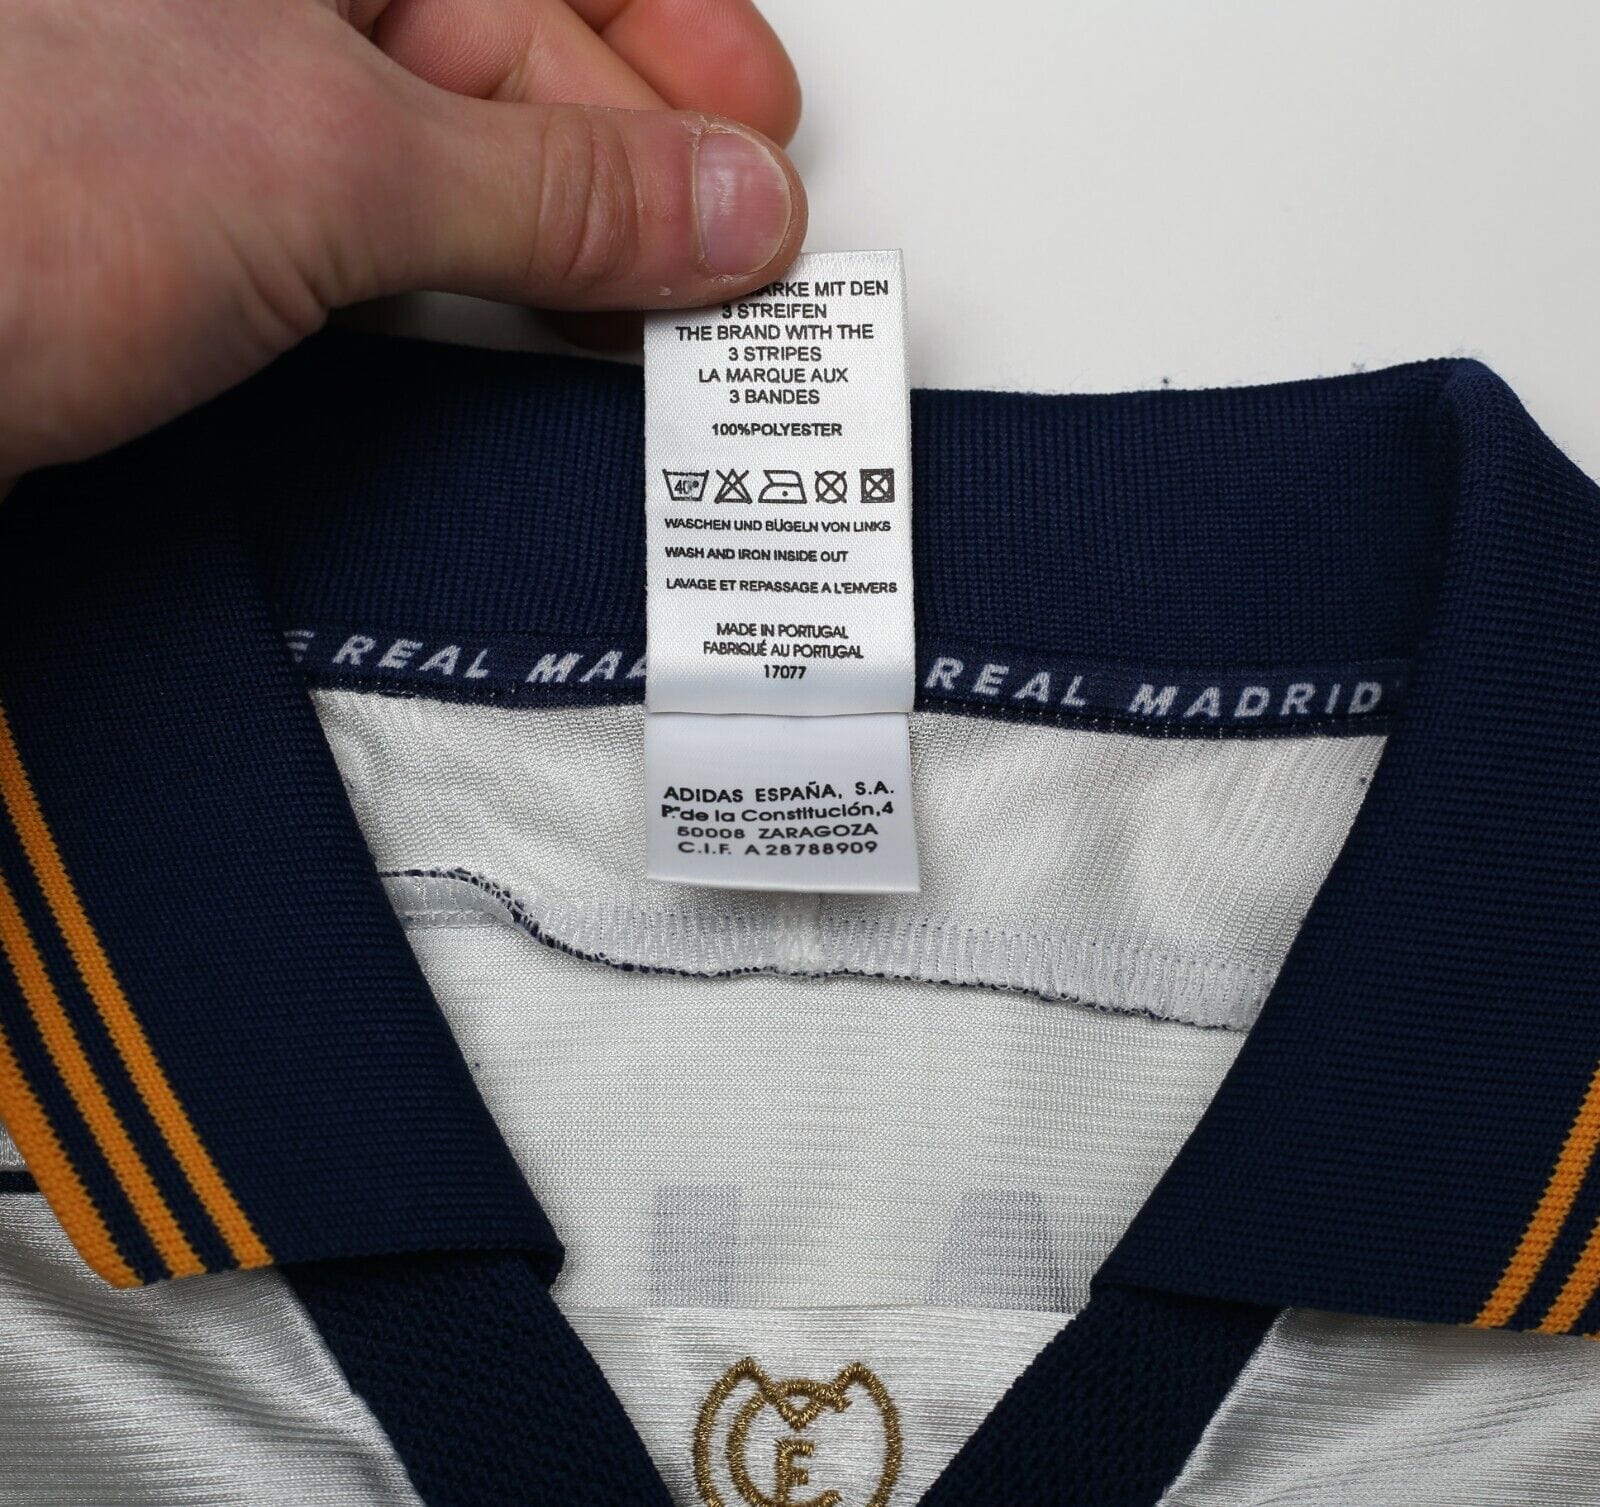 MIT DEN
3 STREIFEN
THE BRAND WITH THE
3 STRIPES
LA MARQUE AUX
3 BANDES
100%POLYESTER
40°
WASCHEN UND BÜGELN VON LINKS
WASH AND IRON INSIDE OUT
LAVAGE ET REPASSAGE A L'ENVERS
MADE IN PORTUGAL
FABRIQUÉ AU PORTUGAL
17077
REAL REAL MADRID
ADIDAS ESPAÑA, S.A.
Pº de la Constitución,4
50008 ZARAGOZA
C.I.F. A28788909